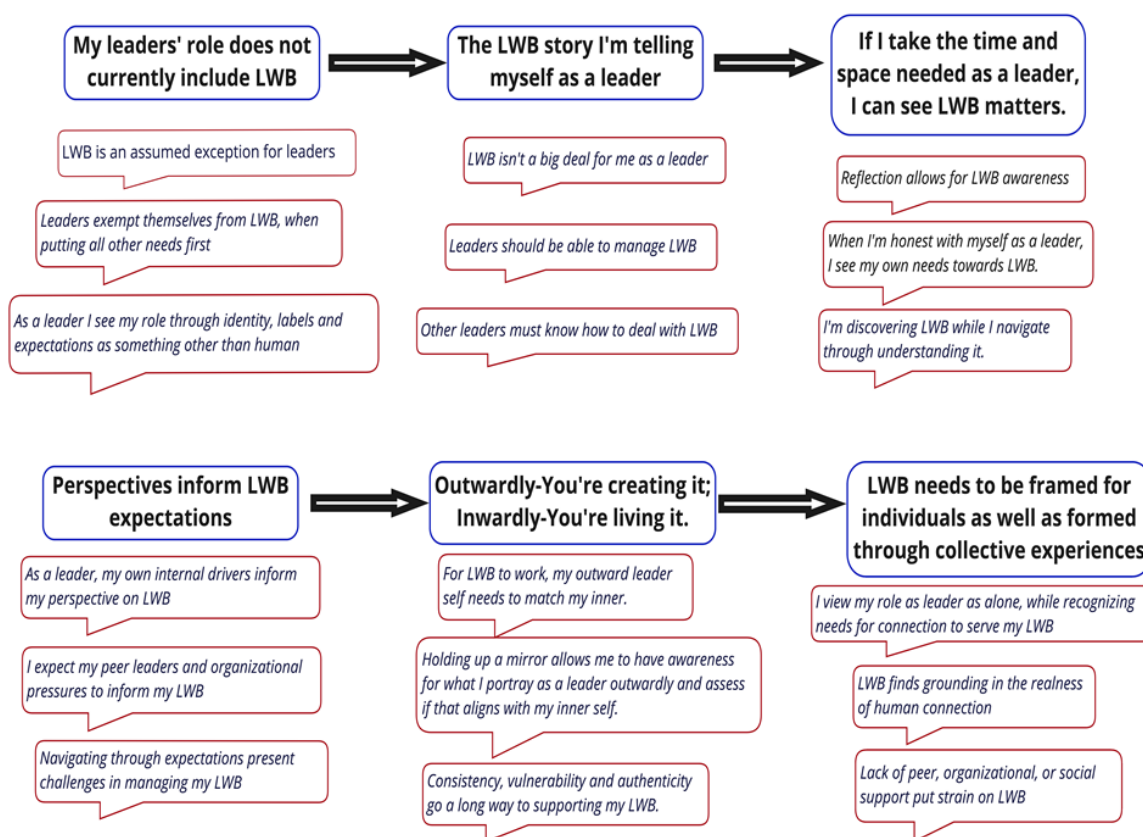 My leaders' role does not
currently include LWB
The LWB story I'm telling
myself as a leader
If I take the time and
space needed as a leader,
I can see LWB matters.
LWB is an assumed exception for leaders
Leaders exempt themselves from LWB, when
putting all other needs first
As a leader I see my role through identity, labels and
expectations as something other than human
LWB isn't a big deal for me as a leader
Leaders should be able to manage LWB
Other leaders must know how to deal with LWB
Reflection allows for LWB awareness
When I'm honest with myself as a leader,
I see my own needs towards LWB.
I'm discovering LWB while I navigate
through understanding it.
Perspectives inform LWB
expectations
Outwardly-You're creating it;
Inwardly-You're living it.
LWB needs to be framed for
individuals as well as formed
through collective experiences
As a leader, my own internal drivers inform
my perspective on LWB
I expect my peer leaders and organizational
pressures to inform my LWB
Navigating through expectations present
challenges in managing my LWB
For LWB to work, my outward leader
self needs to match my inner.
Holding up a mirror allows me to have awareness
for what I portray as a leader outwardly and assess
if that aligns with my inner self.
Consistency, vulnerability and authenticity
go a long way to supporting my LWB.
I view my role as leader as alone, while recognizing
needs for connection to serve my LWB
LWB finds grounding in the realness
of human connection
Lack of peer, organizational, or social
support put strain on LWB